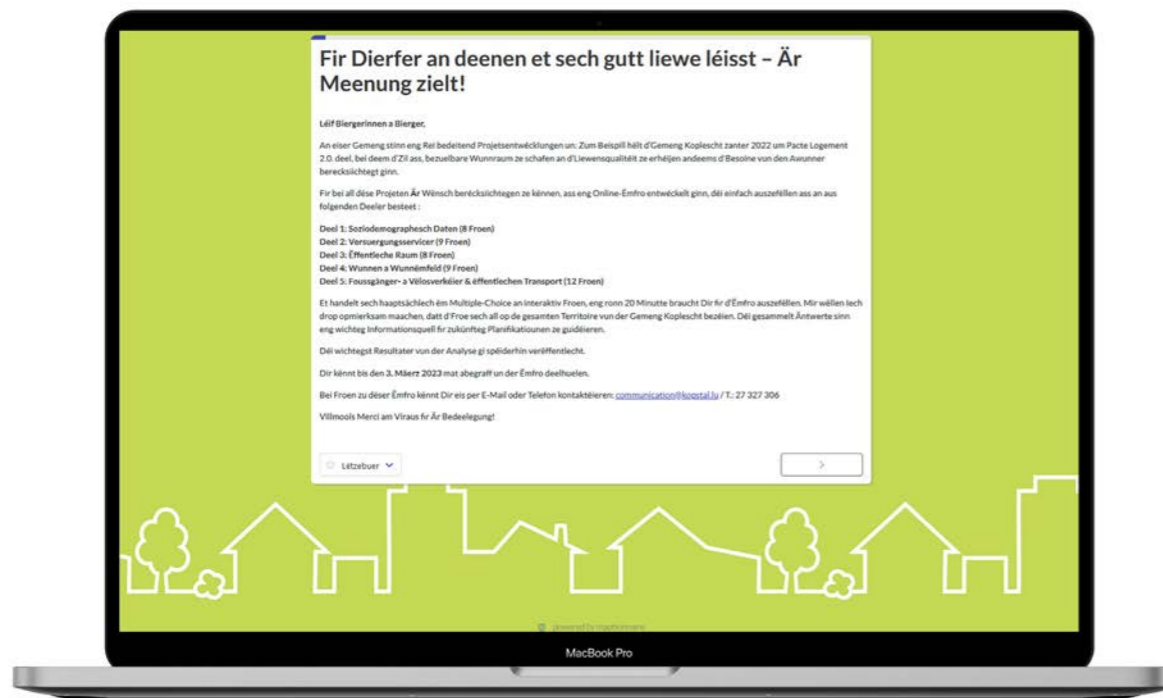 Fir Dierfer an deenen et sech gutt liewe léisst – Är
Meenung zielt!
Léif Biergerinnen a Bierger,
An eiser Gemeng stinn eng Rei bedeitend Projetsentwécklungen un: Zum Beispill hëlt d'Gemeng Koplescht zanter 2022 um Pacte Logement
2.0. deel, bei deem d'Zil ass, bezuelbare Wunnraum ze schafen an d'Liewensqualitéit ze erhéijen andeems d'Besoine vun den Awunner
berécksiichtegt ginn.
Fir bei all dëse Projeten Är Wënsch berécksiichtegen ze kënnen, ass eng Online-Ëmfro entwéckelt ginn, déi einfach auszefëllen ass an aus
folgenden Deeler besteet :
Deel 1: Soziodemographesch Daten (8 Froen)
Deel 2: Versuergungsservicer (9 Froen)
Deel 3: Ëffentleche Raum (8 Froen)
Deel 4: Wunnen a Wunnëmfeld (9 Froen)
Deel 5: Foussgänger- a Vëlosverkéier & ëffentlechen Transport (12 Froen)
Et handelt sech haaptsächlech ëm Multiple-Choice an interaktiv Froen, eng ronn 20 Minutte braucht Dir fir d'Ëmfro auszefëllen. Mir wëllen Iech
drop opmierksam maachen, datt d'Froe sech all op de gesamten Territoire vun der Gemeng Koplescht bezéien. Déi gesammelt Äntwerte sinn
eng wichteg Informatiounsquell fir zukünfteg Planifikatiounen ze guidéieren.
Déi wichtegst Resultater vun der Analyse gi spéiderhin verëffentlecht.
Dir kënnt bis den 3. Mäerz 2023 mat abegraff un der Ëmfro deelhuelen.
Bei Froen zu dëser Ëmfro kënnt Dir eis per E-Mail oder Telefon kontaktéieren: communication@kopstal.lu / T.: 27 327 306
Villmools Merci am Viraus fir Är Bedeelegung!
Lëtzebuer
powered by maptionnaire
MacBook Pro